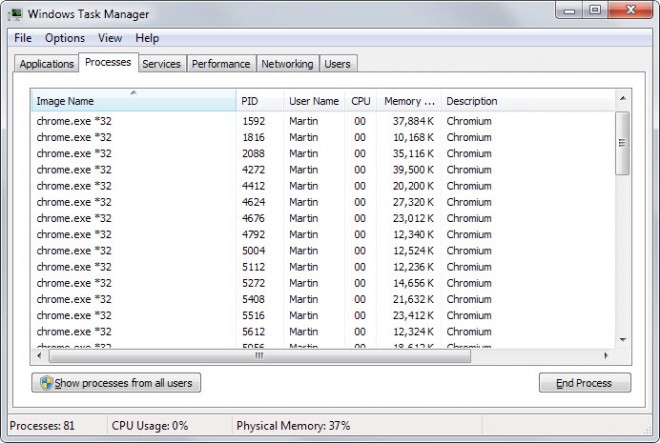 Windows Task Manager
File Options View Help
Applications Processes Services Performance Networking Users
Image Name PID User Name CPU Memory ... Description
chrome.exe *32 1592 Martin 00 37,884 K Chromium
chrome.exe *32 1816 Martin 00 10,168 K Chromium
chrome.exe *32 2088 Martin 00 35,116 K Chromium
chrome.exe *32 4272 Martin 00 39,500 K Chromium
chrome.exe *32 4412 Martin 00 20,200 K Chromium
chrome.exe *32 4624 Martin 00 27,320 K Chromium
chrome.exe *32 4676 Martin 00 23,012 K Chromium
chrome.exe *32 4792 Martin 00 12,340 K Chromium
chrome.exe *32 5004 Martin 00 12,524 K Chromium
chrome.exe *32 5112 Martin 00 12,236 K Chromium
chrome.exe *32 5272 Martin 00 14,656 K Chromium
chrome.exe *32 5408 Martin 00 21,632 K Chromium
chrome.exe *32 5516 Martin 00 23,412 K Chromium
chrome.exe *32 5612 Martin 00 12,324 K Chromium
chrome.exe *32 Martin 00 Chromium
Show processes from all users End Process
Processes: 81 CPU Usage: 0% Physical Memory: 37%